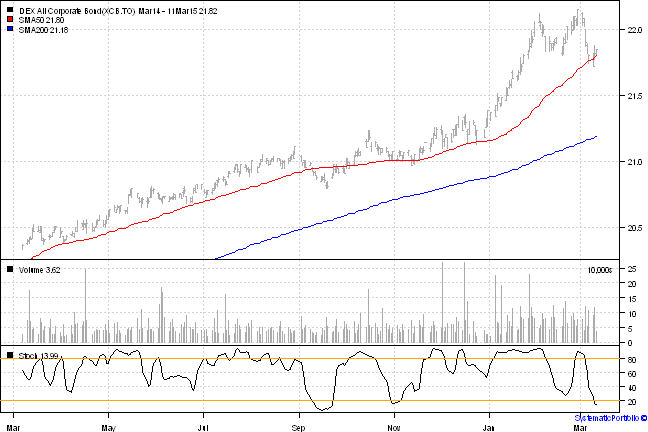 DEX All Corporate Bond(XCB.TO) Mar14 - 11Mar15 21.82
SMA50 21.80
SMA200 21.18
22.0
21.5
21.0
20.5
Volume 3.62
10,000s
25
20
15
10
5
0
Stoch 13.99
80
60
40
20
SystematicPortfolio ©
Mar May Jul Sep Nov Jan Mar